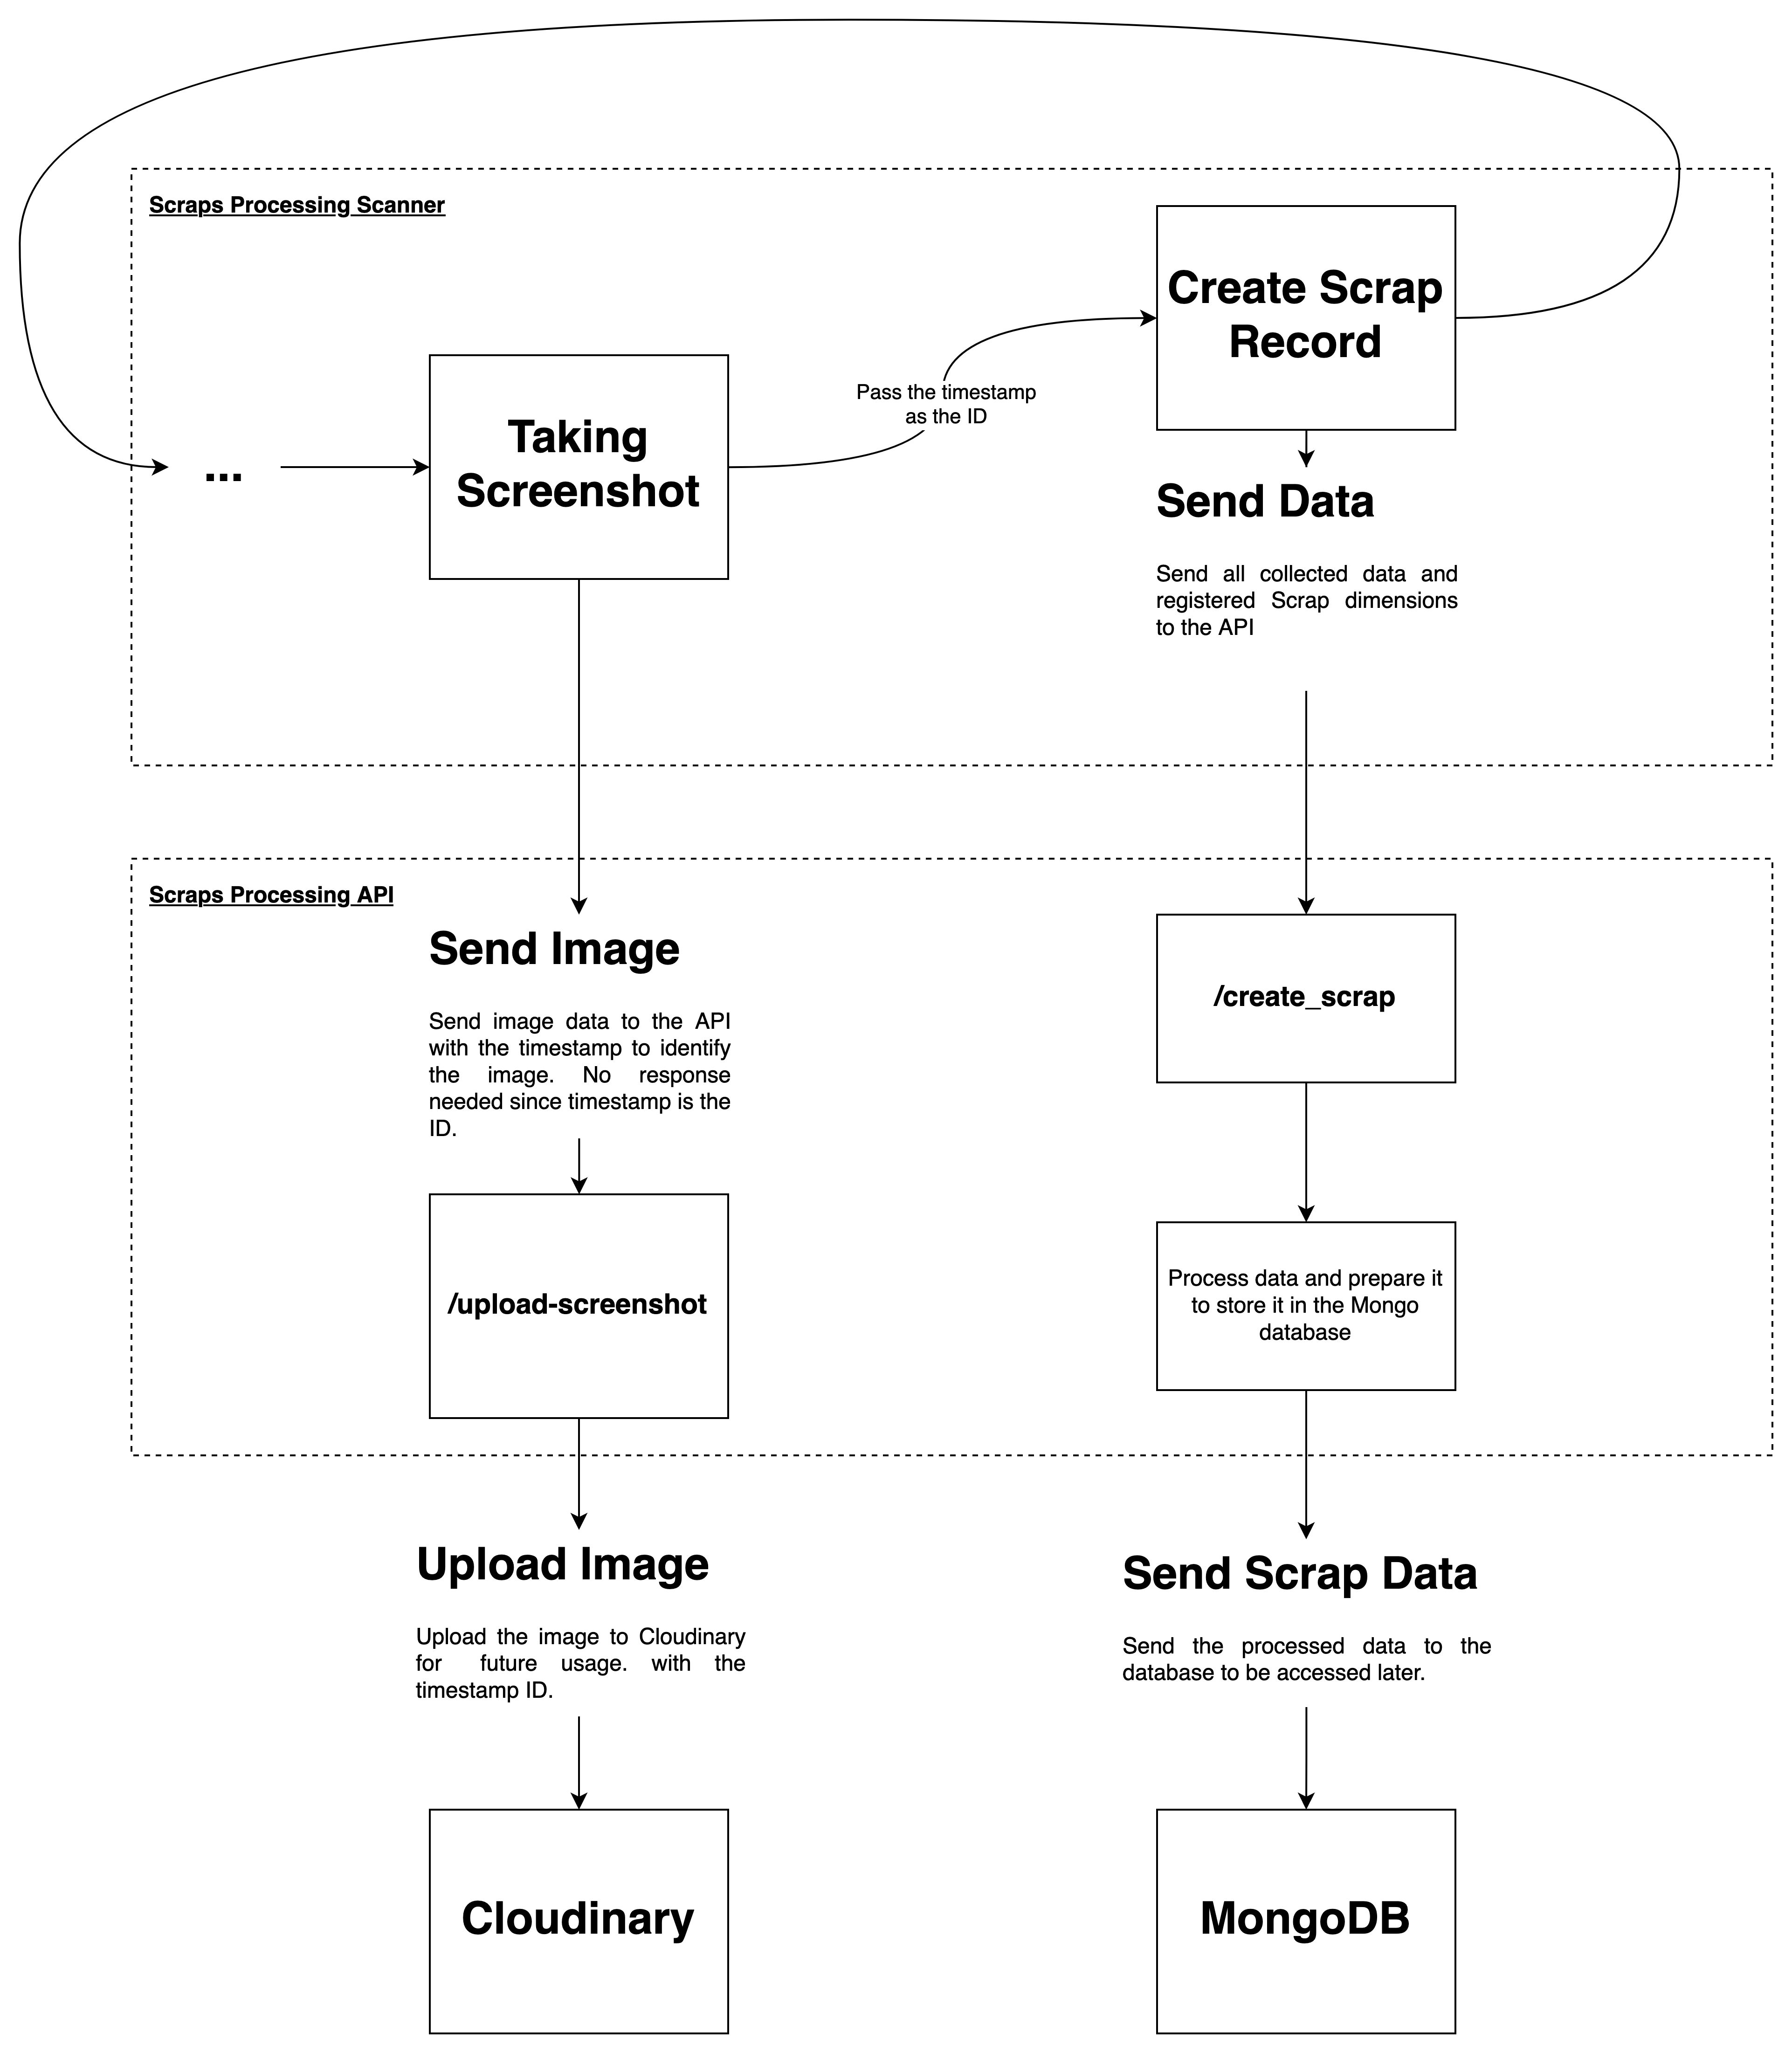 Scraps Processing Scanner
Create Scrap
Record
Pass the timestamp
as the ID
Taking
Screenshot
...
Send Data
Send all collected data and
registered Scrap dimensions
to the API
Scraps Processing API
Send Image
Send image data to the API
with the timestamp to identify
the image. No response
needed since timestamp is the
ID.
/create_scrap
/upload-screenshot
Process data and prepare it
to store it in the Mongo
database
Upload Image
Upload the image to Cloudinary
for future usage. with the
timestamp ID.
Send Scrap Data
Send the processed data to the
database to be accessed later.
Cloudinary
MongoDB